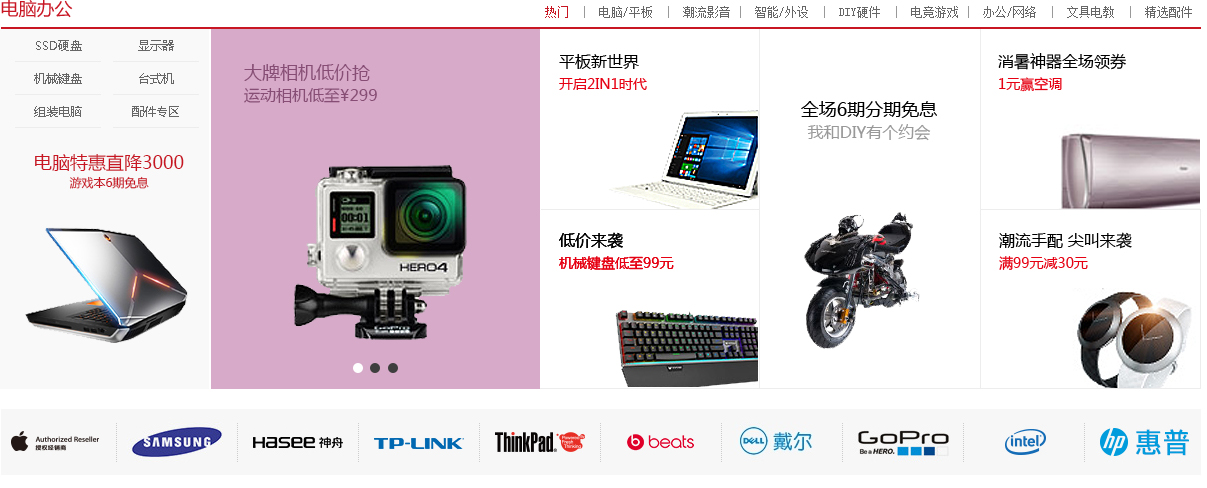 电脑办公
热门
电脑/平板
潮流影音
智能/外设
DIY硬件
电竞游戏
办公/网络
文具电教
精选配件
SSD硬盘
显示器
机械键盘
台式机
组装电脑
配件专区
电脑特惠直降3000
游戏本6期免息
大牌相机低价抢
运动相机低至¥299
00:01
HERO4
GoPro
平板新世界
开启2IN1时代
低价来袭
机械键盘低至99元
全场6期分期免息
我和DIY有个约会
消暑神器全场领券
1元赢空调
潮流手配 尖叫来袭
满99元减30元
Authorized Reseller
授权经销商
SAMSUNG
HASEE 神舟
TP-LINK
ThinkPad
Powered by
Fresh
Thinking
beats
DELL 戴尔
GoPro
Be a HERO.
intel
hp 惠普